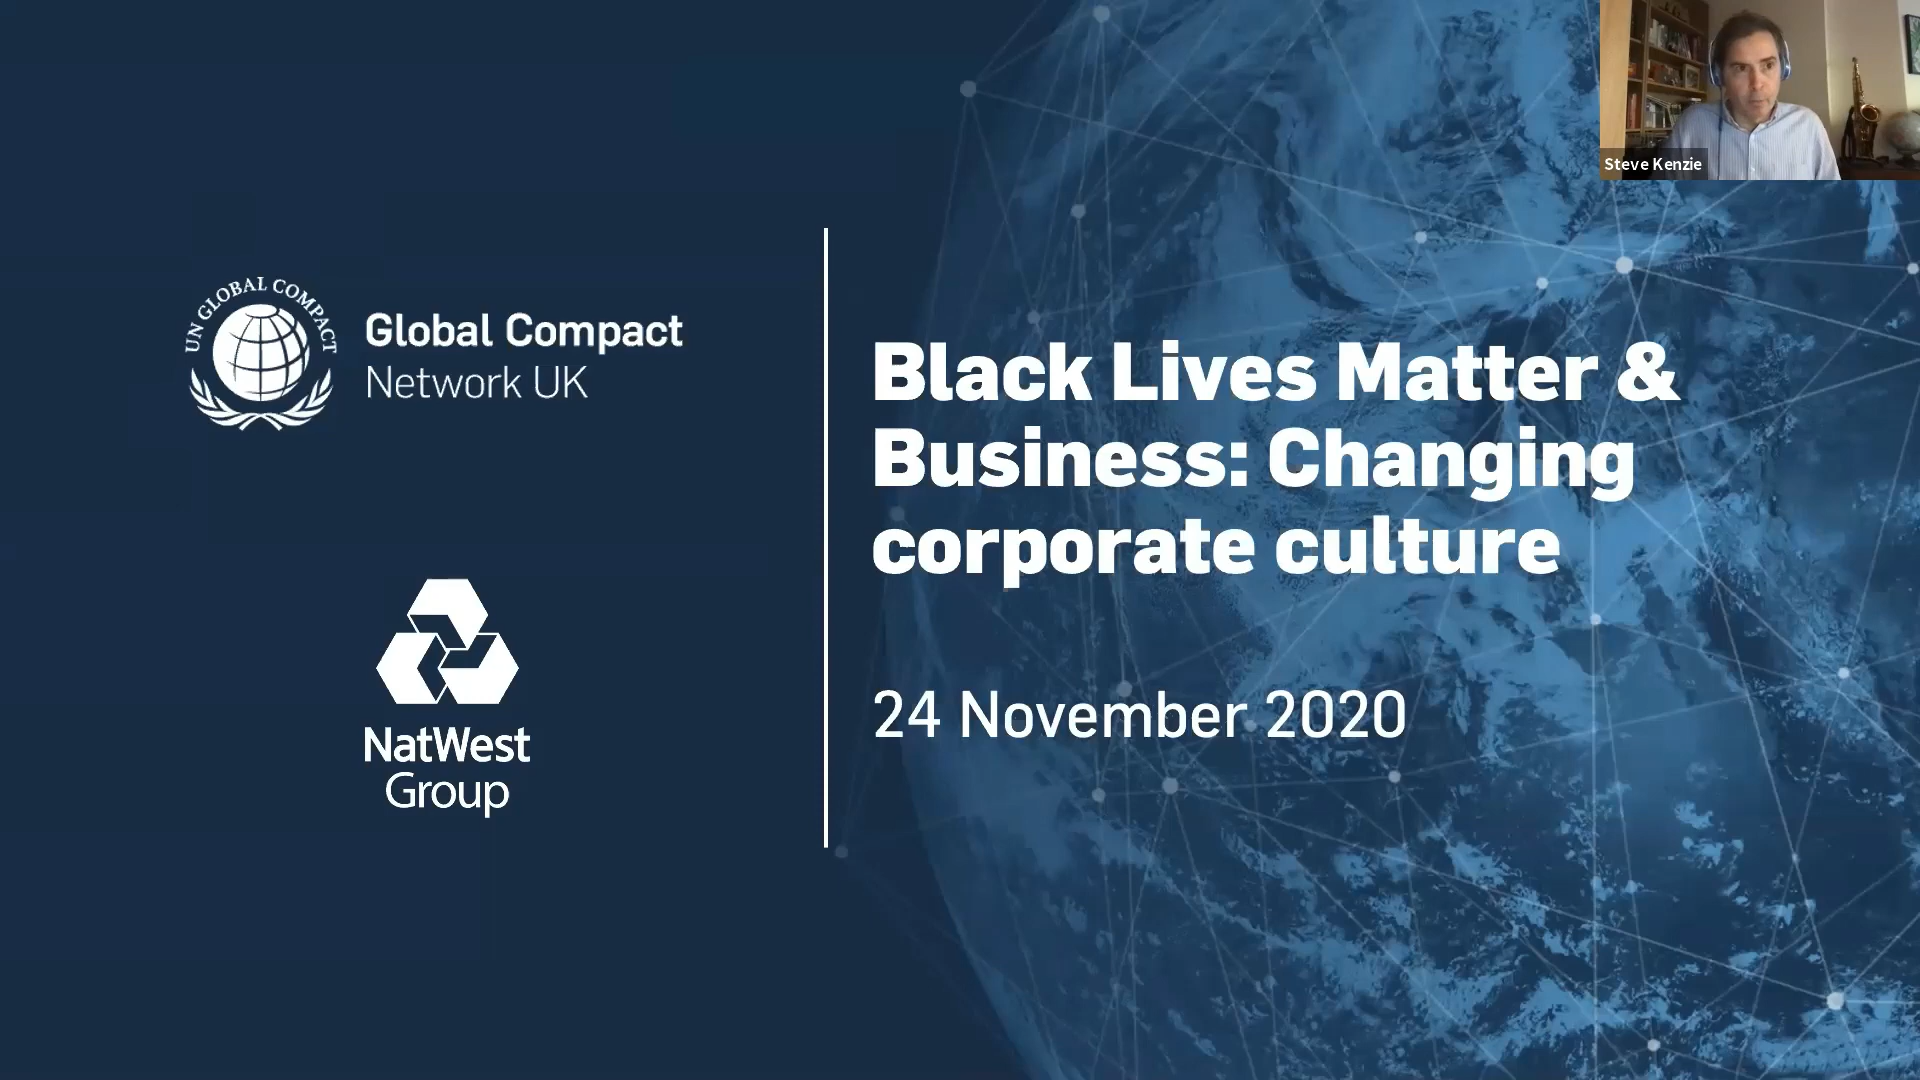 UN GLOBAL COMPACT
Global Compact
Network UK
NatWest
Group
Black Lives Matter &
Business: Changing
corporate culture
24 November 2020
Steve Kenzie